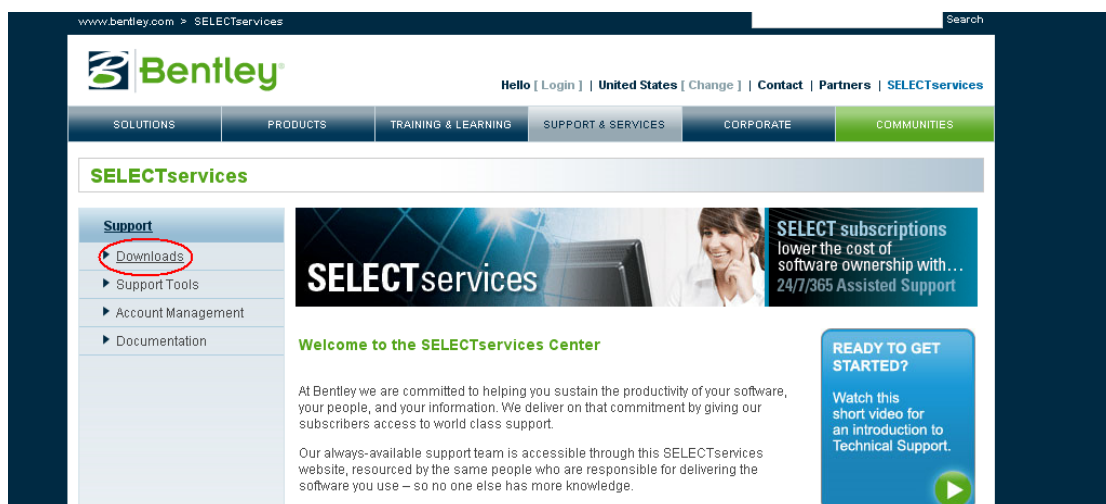 www.bentley.com > SELECTservices
Search
Bentley
Hello [ Login ] | United States [ Change ] | Contact | Partners | SELECTservices
SOLUTIONS PRODUCTS TRAINING & LEARNING SUPPORT & SERVICES CORPORATE COMMUNITIES
SELECTservices
Support
Downloads
Support Tools
Account Management
Documentation
SELECTservices
SELECT subscriptions
lower the cost of
software ownership with...
24/7/365 Assisted Support
Welcome to the SELECTservices Center
At Bentley we are committed to helping you sustain the productivity of your software,
your people, and your information. We deliver on that commitment by giving our
subscribers access to world class support.
Our always-available support team is accessible through this SELECTservices
website, resourced by the same people who are responsible for delivering the
software you use – so no one else has more knowledge.
READY TO GET
STARTED?
Watch this
short video for
an introduction to
Technical Support.